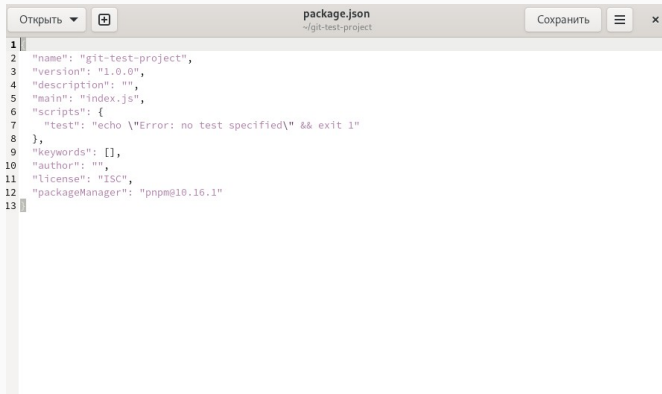 Открыть
package.json
~/git-test-project
Сохранить
1 {
2 "name": "git-test-project",
3 "version": "1.0.0",
4 "description": "",
5 "main": "index.js",
6 "scripts": {
7 "test": "echo \"Error: no test specified\" && exit 1"
8 },
9 "keywords": [],
10 "author": "",
11 "license": "ISC",
12 "packageManager": "pnpm@10.16.1"
13 }